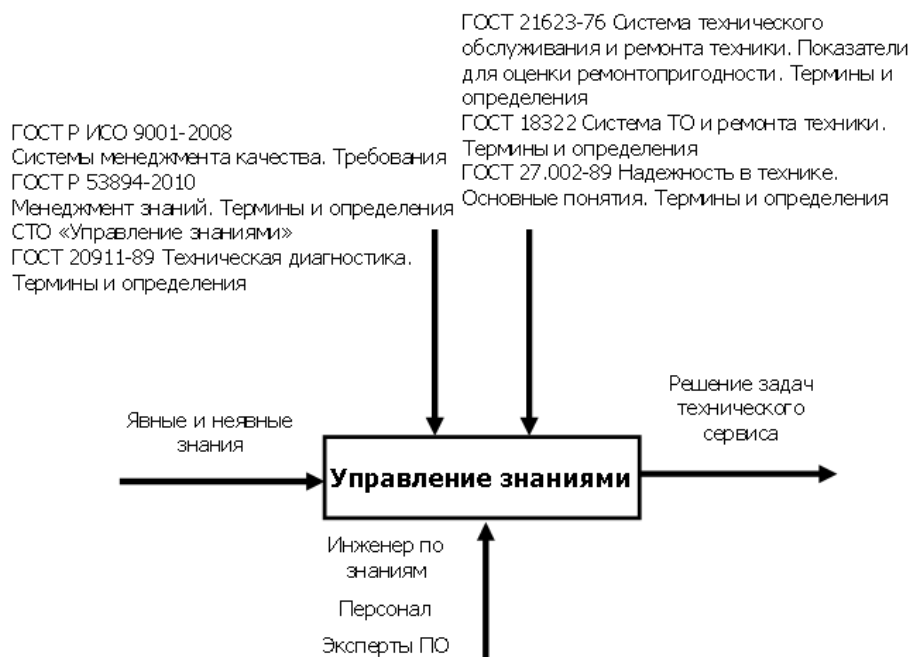 ГОСТ 21623-76 Система технического
обслуживания и ремонта техники. Показатели
для оценки ремонтопригодности. Термины и
определения
ГОСТ 18322 Система ТО и ремонта техники.
Термины и определения
ГОСТ 27.002-89 Надежность в технике.
Основные понятия. Термины и определения
ГОСТ Р ИСО 9001-2008
Системы менеджмента качества. Требования
ГОСТ Р 53894-2010
Менеджмент знаний. Термины и определения
СТО «Управление знаниями»
ГОСТ 20911-89 Техническая диагностика.
Термины и определения
Явные и неявные
знания
Решение задач
технического
сервиса
Управление знаниями
Инженер по
знаниям
Персонал
Эксперты ПО